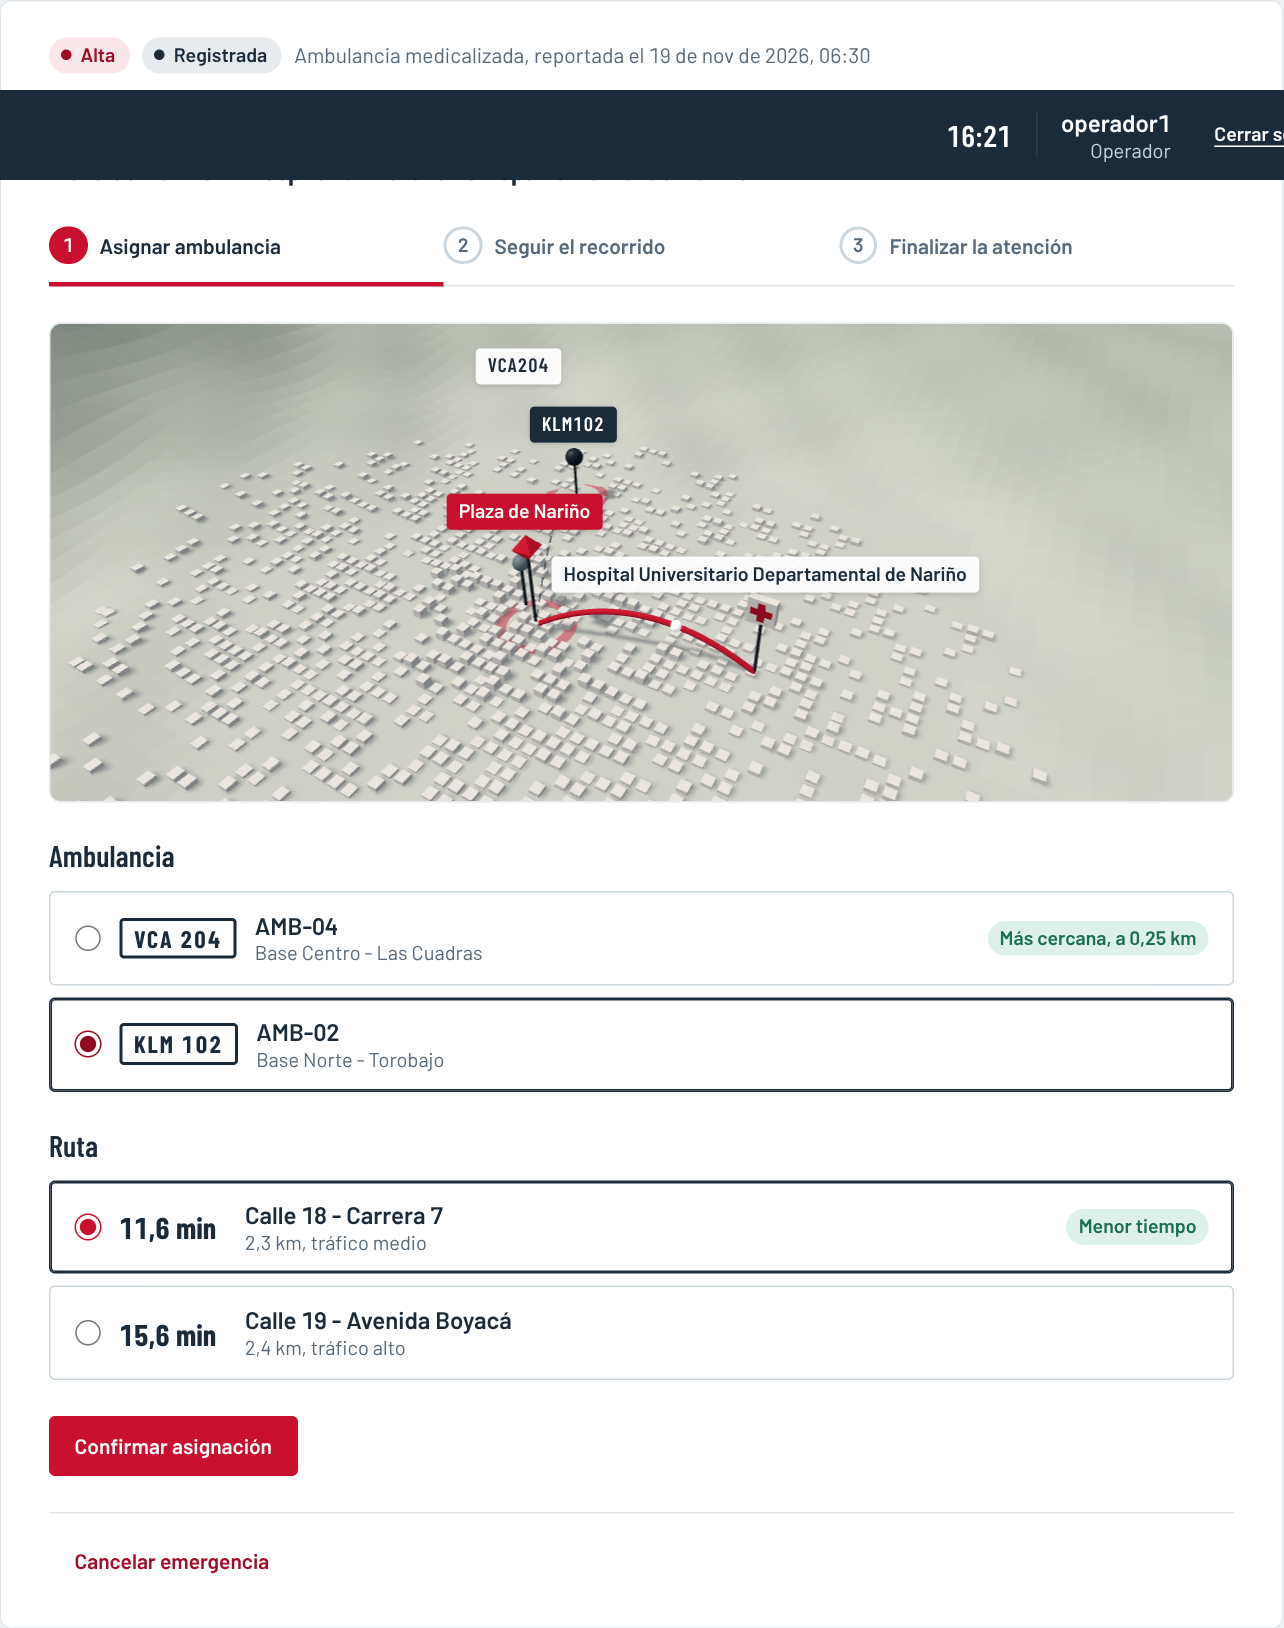 Alta
Registrada
Ambulancia medicalizada, reportada el 19 de nov de 2026, 06:30
16:21
operador1
Operador
Cerrar
1 Asignar ambulancia
2 Seguir el recorrido
3 Finalizar la atención
VCA204
KLM102
Plaza de Nariño
Hospital Universitario Departamental de Nariño
Ambulancia
VCA 204
AMB-04
Base Centro - Las Cuadras
Más cercana, a 0,25 km
KLM 102
AMB-02
Base Norte - Torobajo
Ruta
11,6 min
Calle 18 - Carrera 7
2,3 km, tráfico medio
Menor tiempo
15,6 min
Calle 19 - Avenida Boyacá
2,4 km, tráfico alto
Confirmar asignación
Cancelar emergencia